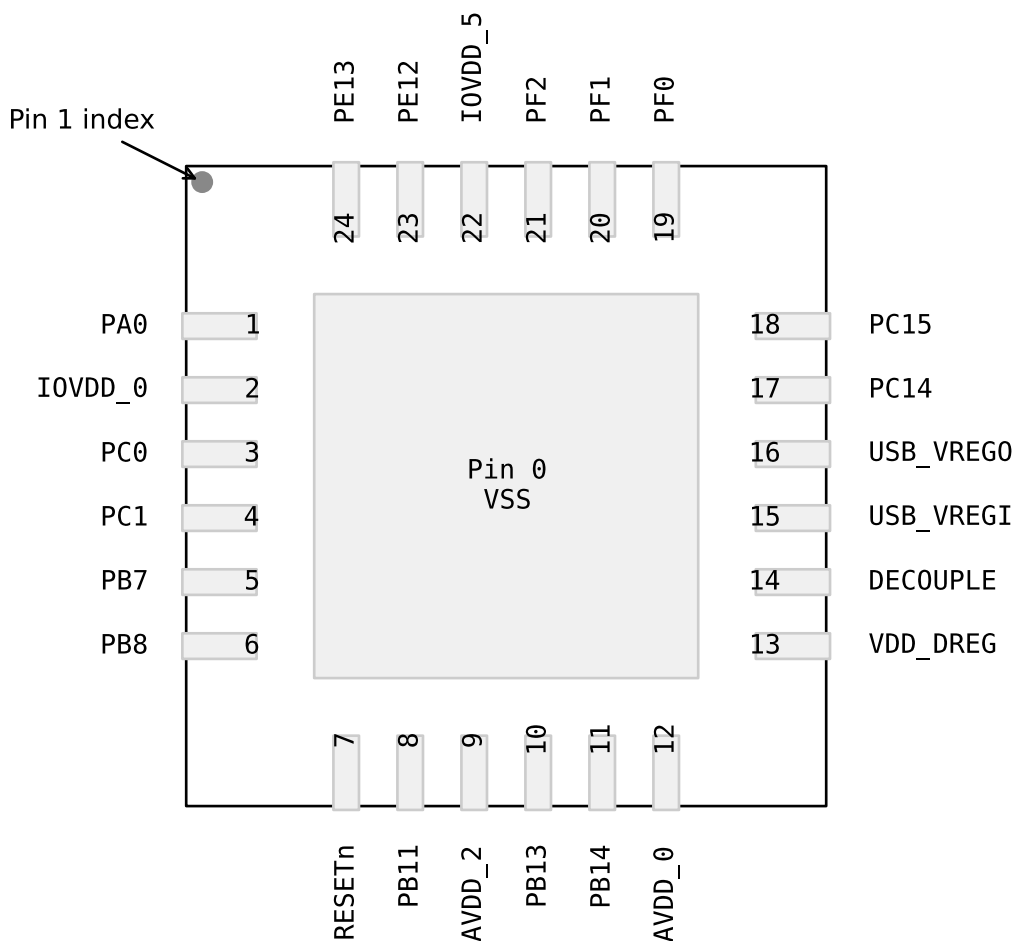 PE13
PE12
IOVDD_5
PF2
PF1
PF0
Pin 1 index
24
23
22
21
20
19
PA0 1
18 PC15
IOVDD_0 2
17 PC14
PC0 3
16 USB_VREGO
Pin 0
VSS
PC1 4
15 USB_VREGI
PB7 5
14 DECOUPLE
PB8 6
13 VDD_DREG
7
8
9
10
11
12
RESETn
PB11
AVDD_2
PB13
PB14
AVDD_0